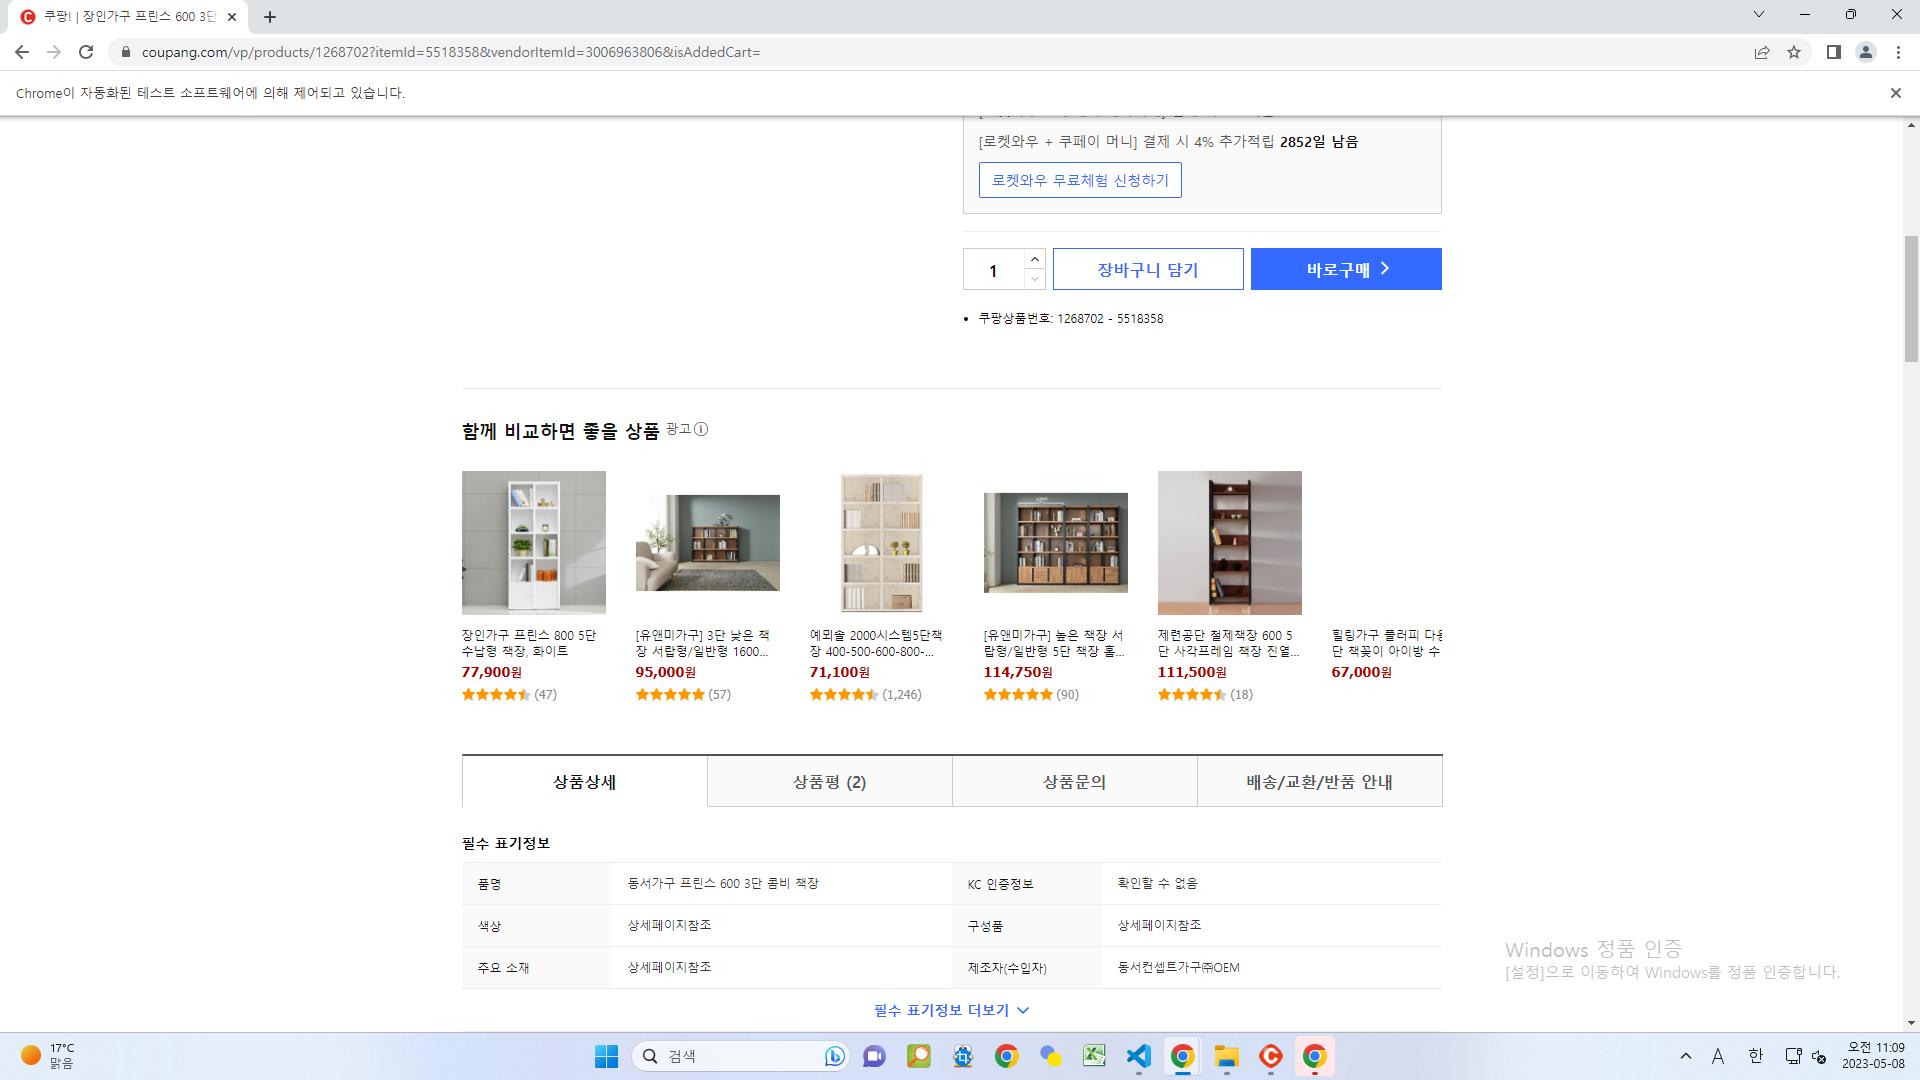 쿠팡! | 장인가구 프린스 600 3단
coupang.com/vp/products/1268702?itemId=5518358&vendorItemId=3006963806&isAddedCart=
Chrome이 자동화된 테스트 소프트웨어에 의해 제어되고 있습니다.
[로켓와우 + 쿠페이 머니] 결제 시 4% 추가적립 2852일 남음
로켓와우 무료체험 신청하기
1
장바구니 담기
바로구매
• 쿠팡상품번호: 1268702 - 5518358
함께 비교하면 좋을 상품 광고
장인가구 프린스 800 5단
수납형 책장, 화이트
77,900원
(47)
[유앤미가구] 3단 낮은 책
장 서랍형/일반형 1600...
95,000원
(57)
예뫼솔 2000시스템5단책
장 400-500-600-800-...
71,100원
(1,246)
[유앤미가구] 높은 책장 서
랍형/일반형 5단 책장 홈...
114,750원
(90)
제련공단 철제책장 600 5
단 사각프레임 책장 진열...
111,500원
(18)
힐링가구 플러피 다용
단 책꽂이 아이방 수
67,000원
상품상세
상품평 (2)
상품문의
배송/교환/반품 안내
필수 표기정보
품명 동서가구 프린스 600 3단 콤비 책장 KC 인증정보 확인할 수 없음
색상 상세페이지참조 구성품 상세페이지참조
주요 소재 상세페이지참조 제조자(수입자) 동서컨셉트가구㈜OEM
필수 표기정보 더보기
Windows 정품 인증
[설정]으로 이동하여 Windows를 정품 인증합니다.
17°C
맑음
검색
A
한
오전 11:09
2023-05-08